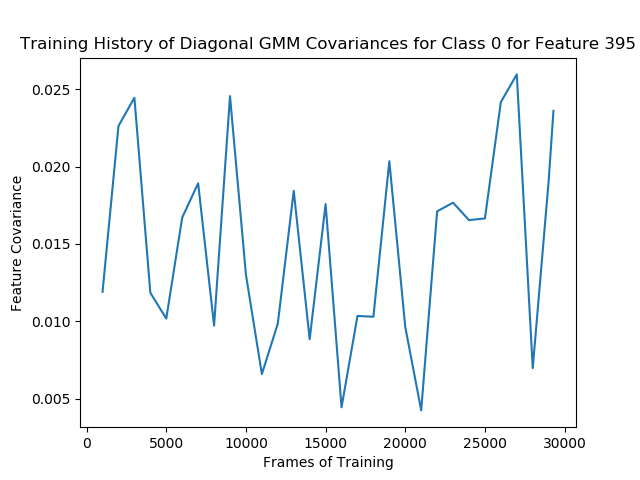 Training History of Diagonal GMM Covariances for Class 0 for Feature 395
0.025
0.020
0.015
0.010
0.005
Feature Covariance
0 5000 10000 15000 20000 25000 30000
Frames of Training